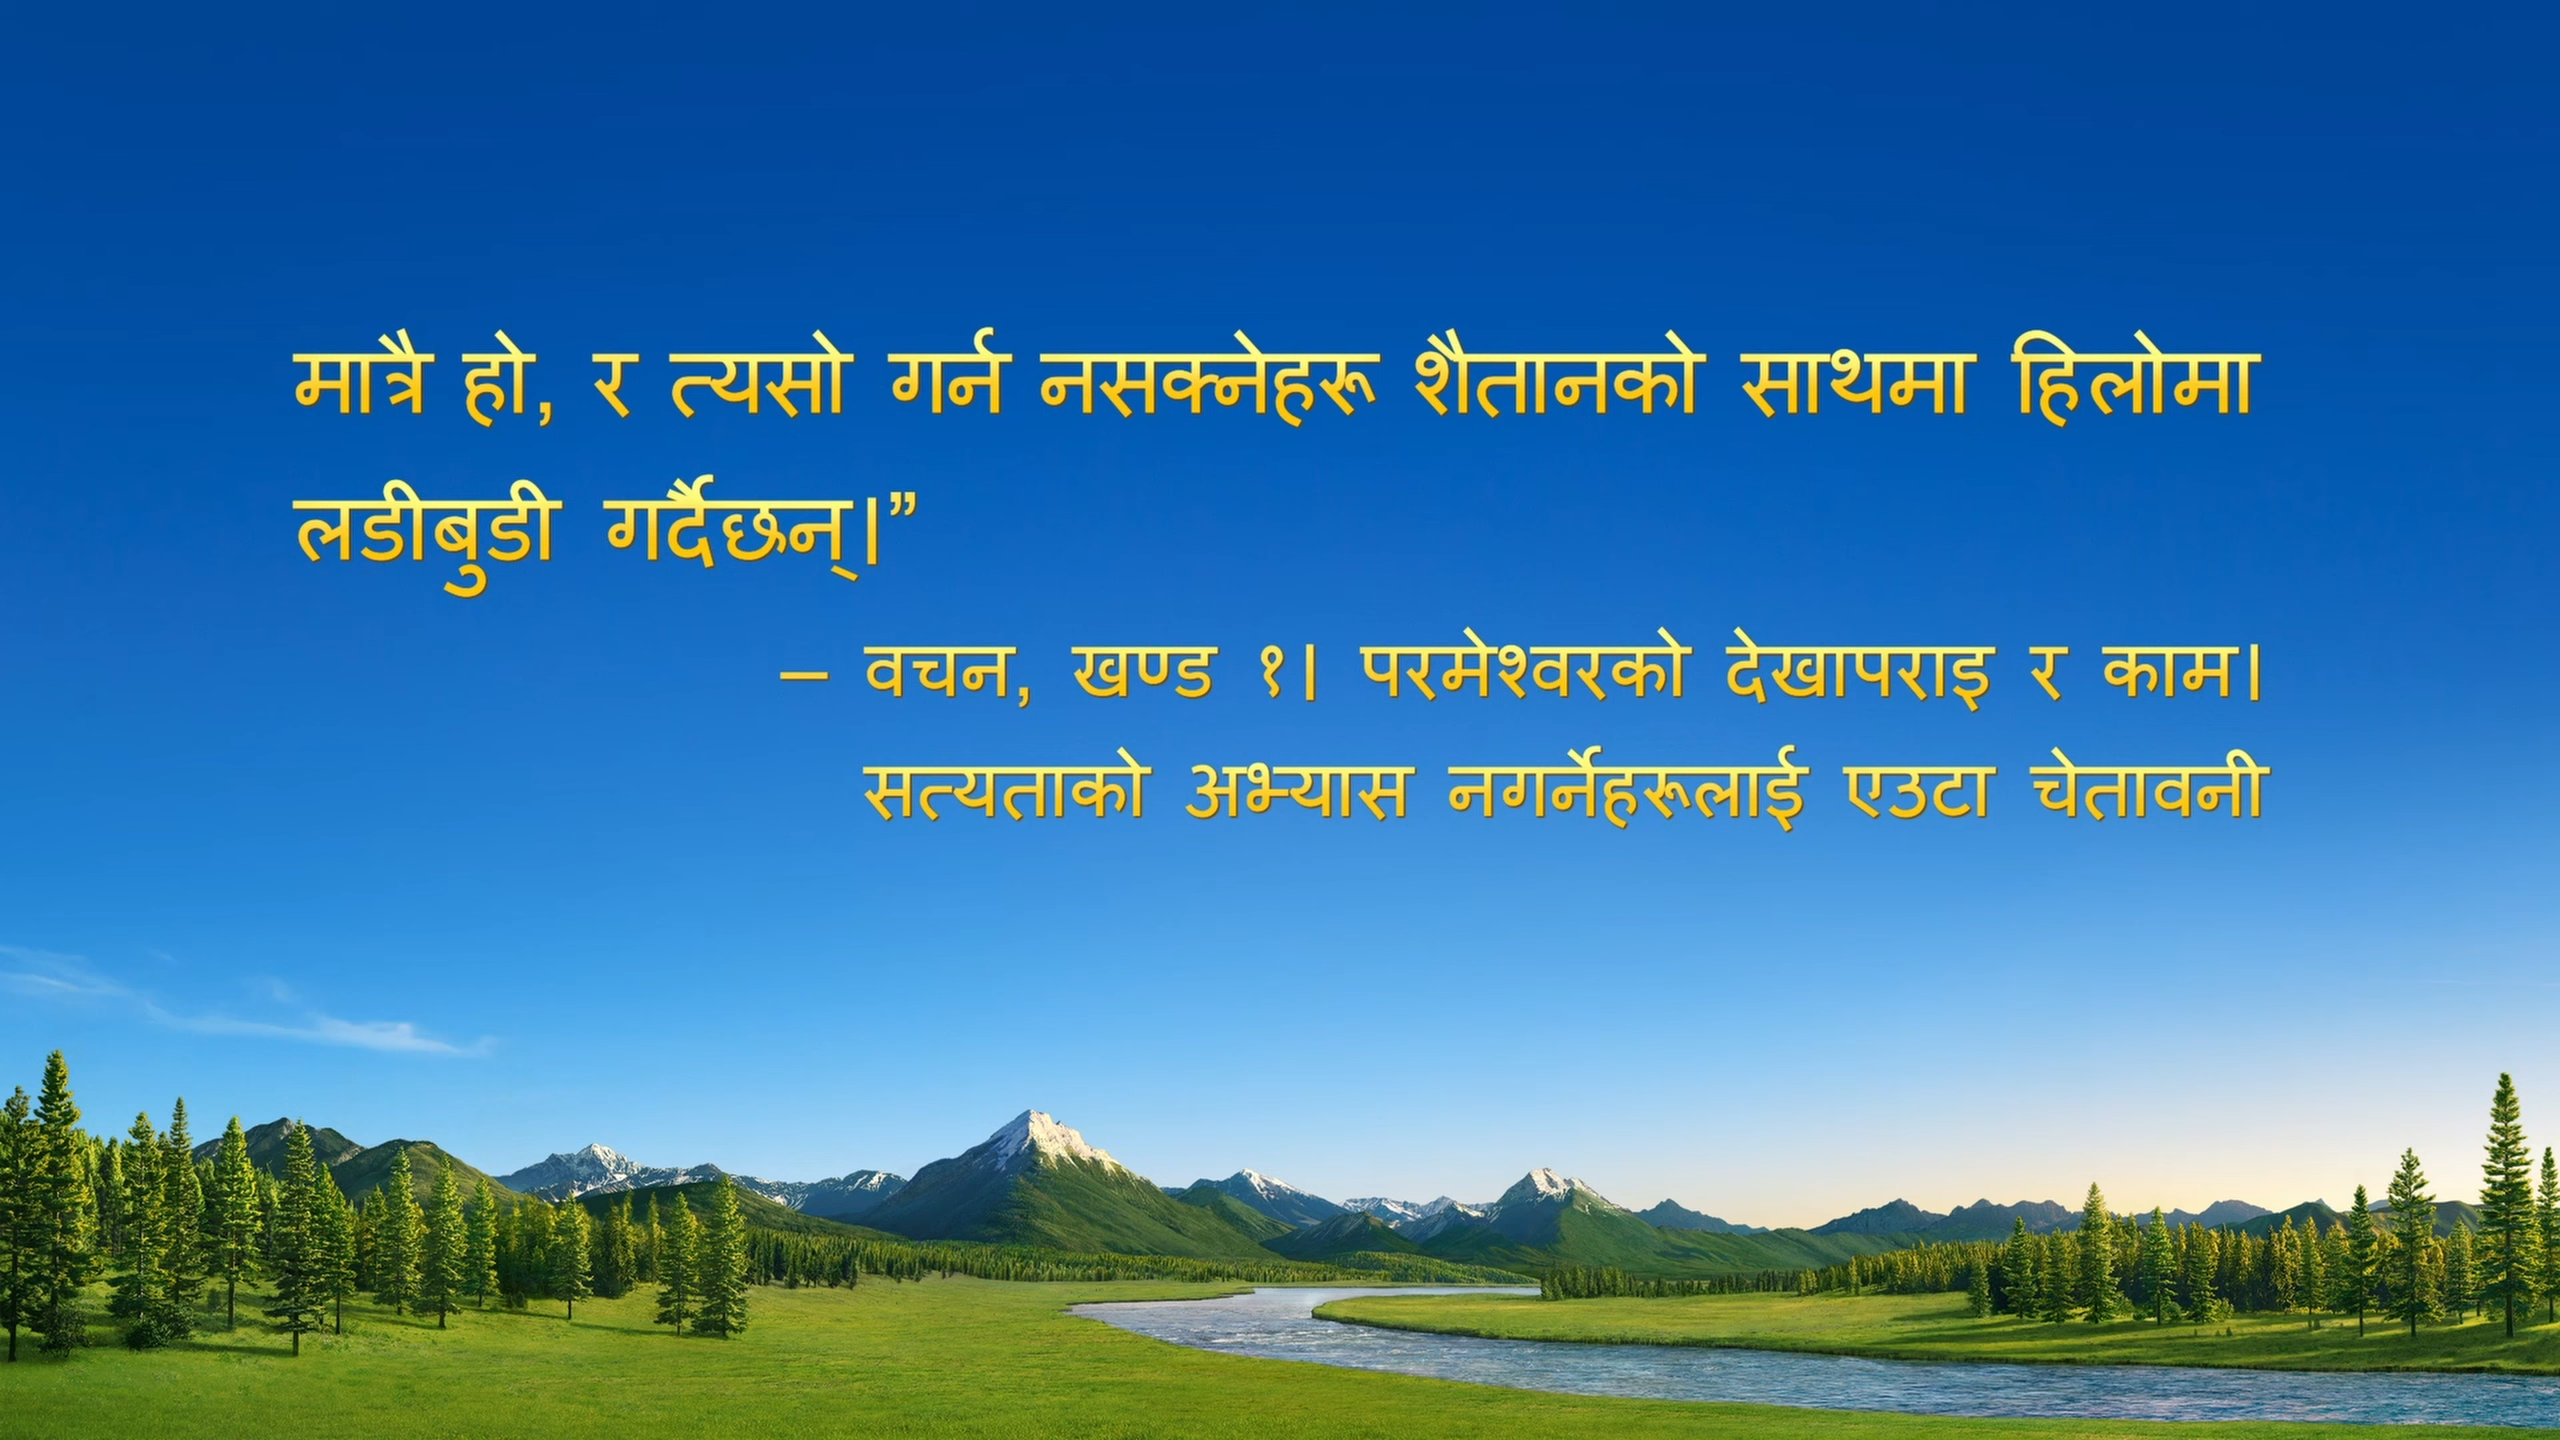 मात्रै हो, र त्यसो गर्न नसक्नेहरू शैतानको साथमा हिलोमा
लडीबुडी गर्दैछन्।”
– वचन, खण्ड १। परमेश्वरको देखापराइ र काम।
सत्यताको अभ्यास नगर्नेहरूलाई एउटा चेतावनी